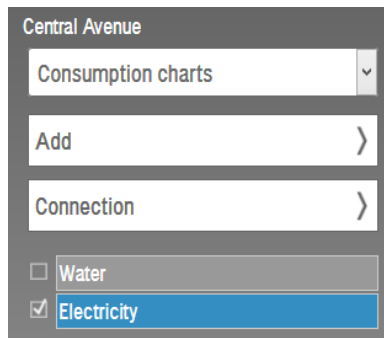 Central Avenue
Consumption charts
Add
Connection
Water
Electricity